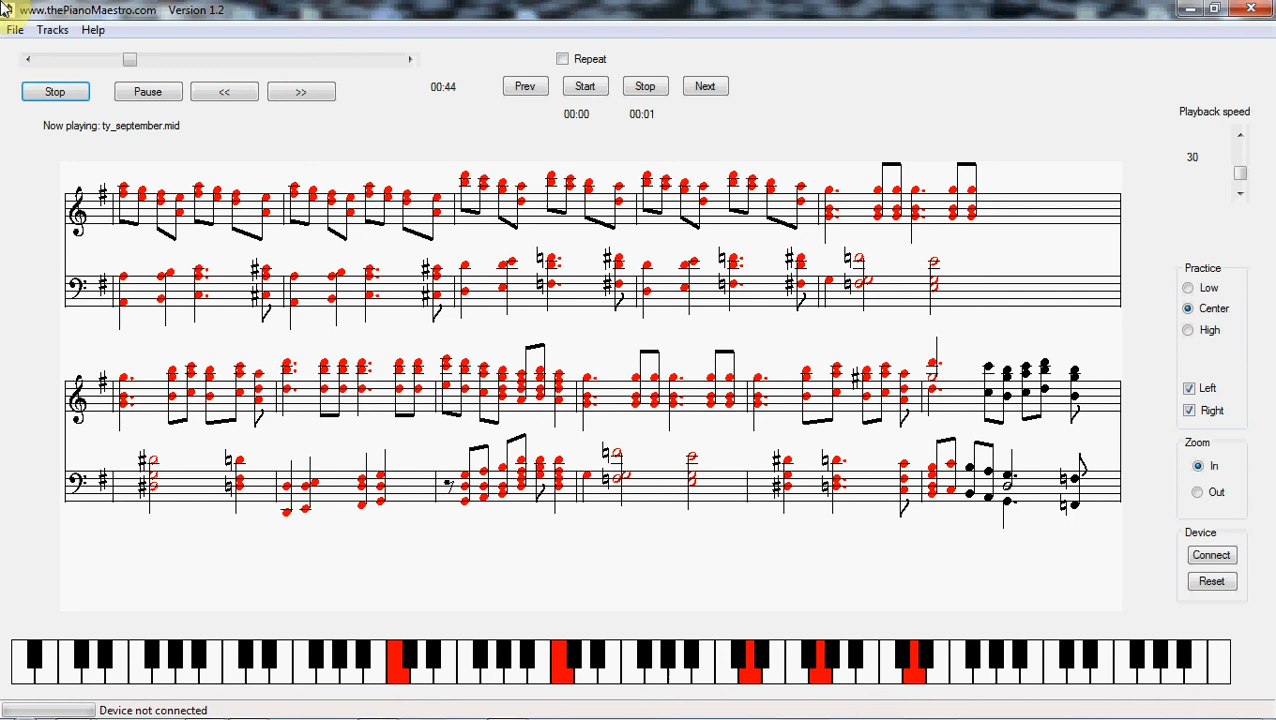 www.thePianoMaestro.com Version 1.2
File Tracks Help
Repeat
Stop Pause << >> 00:44 Prev Start Stop Next
00:00 00:01
Playback speed
Now playing: ty_september.mid
30
Practice
Low
Center
High
Left
Right
Zoom
In
Out
Device
Connect
Reset
Device not connected